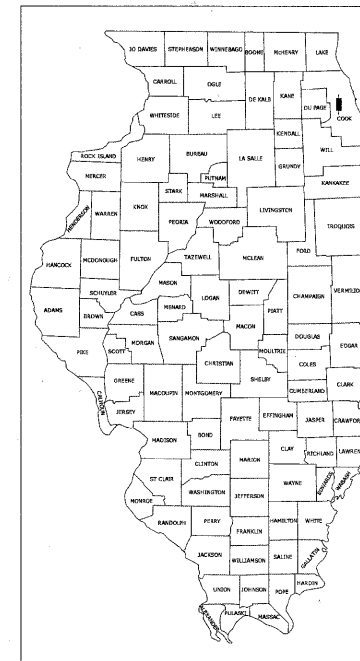 JO DAVIES STEPHENSON WINNEBAGO BOONE McHENRY LAKE
CARROLL OGLE
DE KALB KANE
DU PAGE COOK
WHITESIDE LEE
KENDALL
WILL
ROCK ISLAND HENRY BUREAU LA SALLE GRUNDY
MERCER PUTNAM KANKAKEE
STARK MARSHALL
HENDERSON WARREN KNOX PEORIA WOODFORD LIVINGSTON
IROQUOIS
FULTON TAZEWELL McLEAN FORD
HANCOCK McDONOUGH
MASON
SCHUYLER LOGAN DEWITT CHAMPAIGN VERMILIO
ADAMS BROWN CASS MENARD PIATT
MACON
MORGAN SANGAMON DOUGLAS EDGAR
PIKE SCOTT CHRISTIAN MOULTRIE
COLES
GREENE SHELBY
MACOUPIN MONTGOMERY CUMBERLAND CLARK
CALHOUN JERSEY
FAYETTE EFFINGHAM JASPER CRAWFOR
BOND
MADISON MARION CLAY RICHLAND LAWREN
CLINTON
ST CLAIR WAYNE EDWARDS WABASH
WASHINGTON JEFFERSON
MONROE
RANDOLPH PERRY HAMILTON WHITE
FRANKLIN
JACKSON SALINE GALLATIN
WILLIAMSON
UNION JOHNSON POPE HARDIN
ALEXANDER PULASKI MASSAC